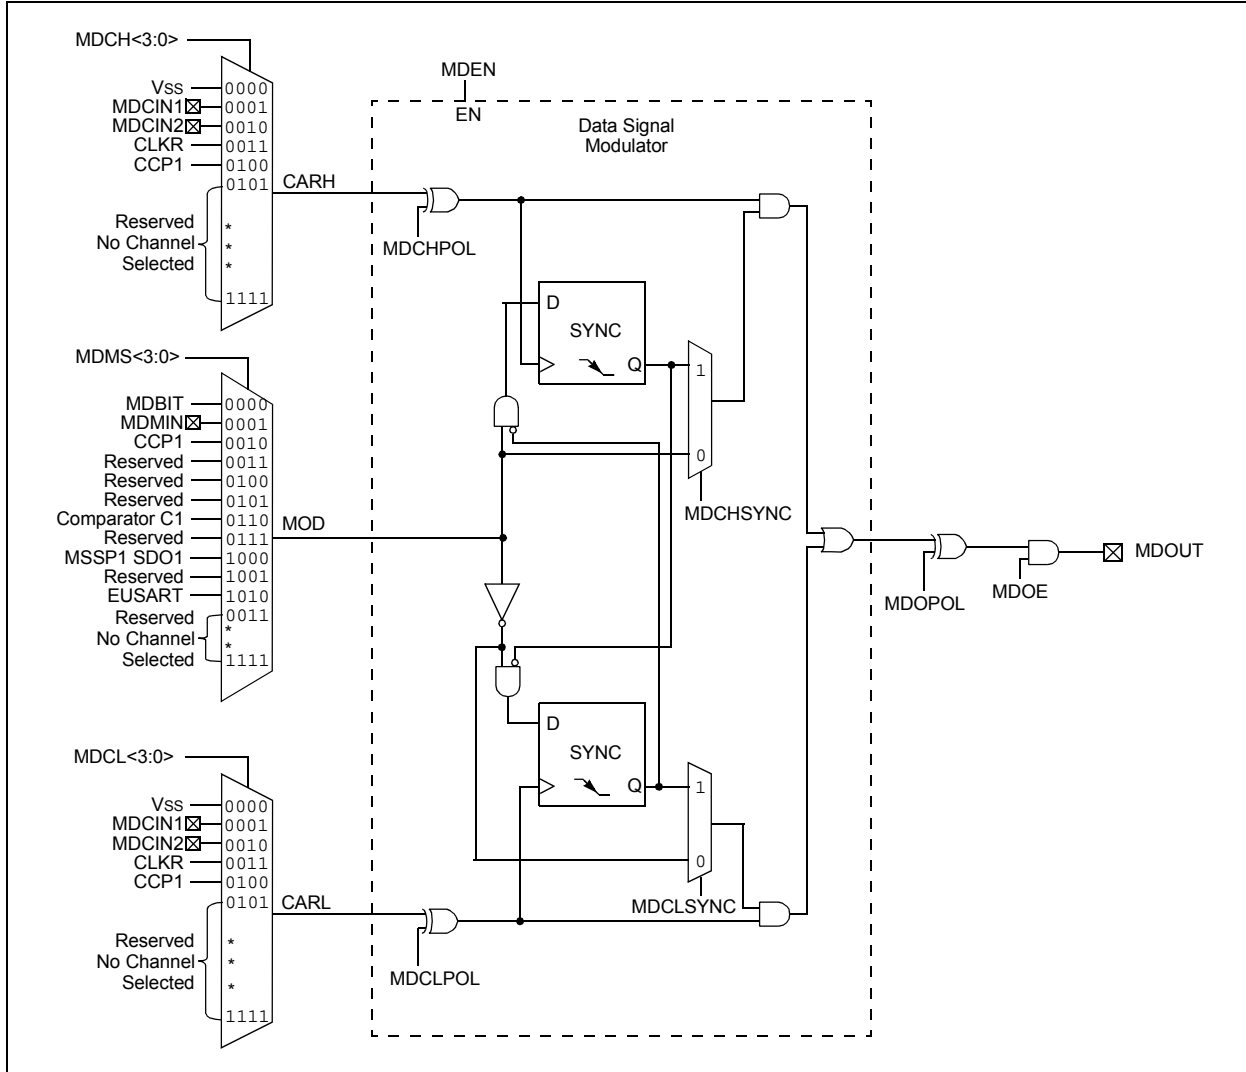 MDCH<3:0>
VSS 0000
MDCIN1 0001
MDCIN2 0010
CLKR 0011
CCP1 0100
0101
Reserved *
No Channel *
Selected *
1111
CARH
MDMS<3:0>
MDBIT 0000
MDMIN 0001
CCP1 0010
Reserved 0011
Reserved 0100
Reserved 0101
Comparator C1 0110
Reserved 0111
MSSP1 SDO1 1000
Reserved 1001
EUSART 1010
Reserved 0011
*
No Channel
*
Selected 1111
MOD
MDCL<3:0>
VSS 0000
MDCIN1 0001
MDCIN2 0010
CLKR 0011
CCP1 0100
0101
Reserved *
No Channel *
Selected *
1111
CARL
MDEN
EN
Data Signal
Modulator
MDCHPOL
D
SYNC
Q
1
0
MDCHSYNC
D
SYNC
Q
1
0
MDCLSYNC
MDCLPOL
MDOPOL
MDOE
MDOUT